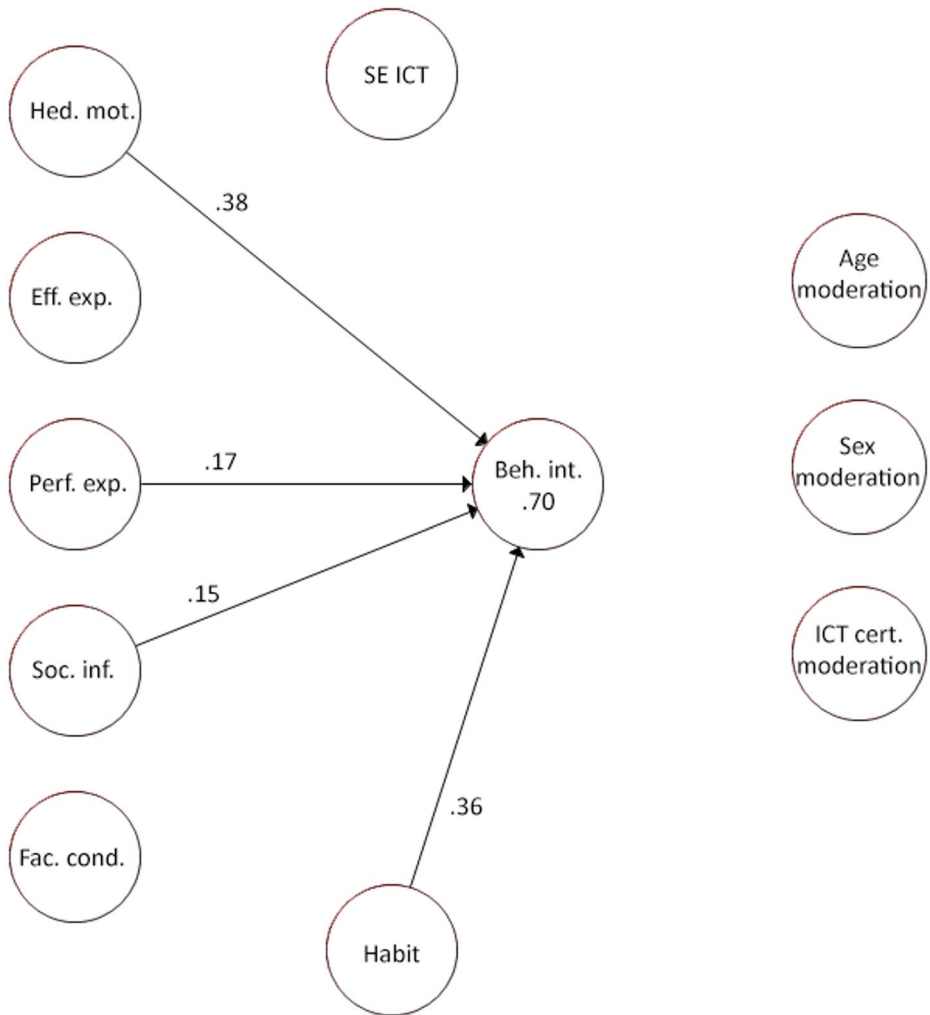 SE ICT
Hed. mot.
.38
Eff. exp.
Age
moderation
Perf. exp.
.17
Beh. int.
.70
Sex
moderation
.15
Soc. inf.
ICT cert.
moderation
.36
Fac. cond.
Habit